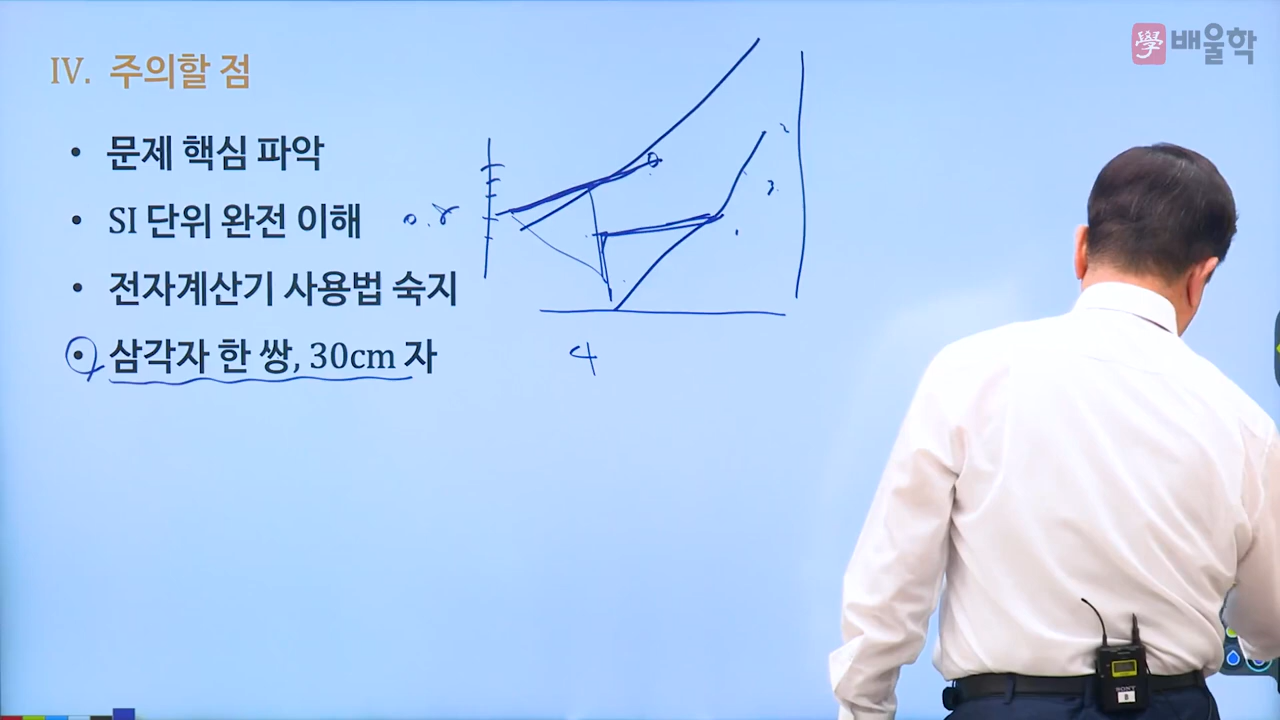 IV. 주의할 점
學 배울학
• 문제 핵심 파악
• SI 단위 완전 이해
• 전자계산기 사용법 숙지
• 삼각자 한 쌍, 30cm 자
4
SONY